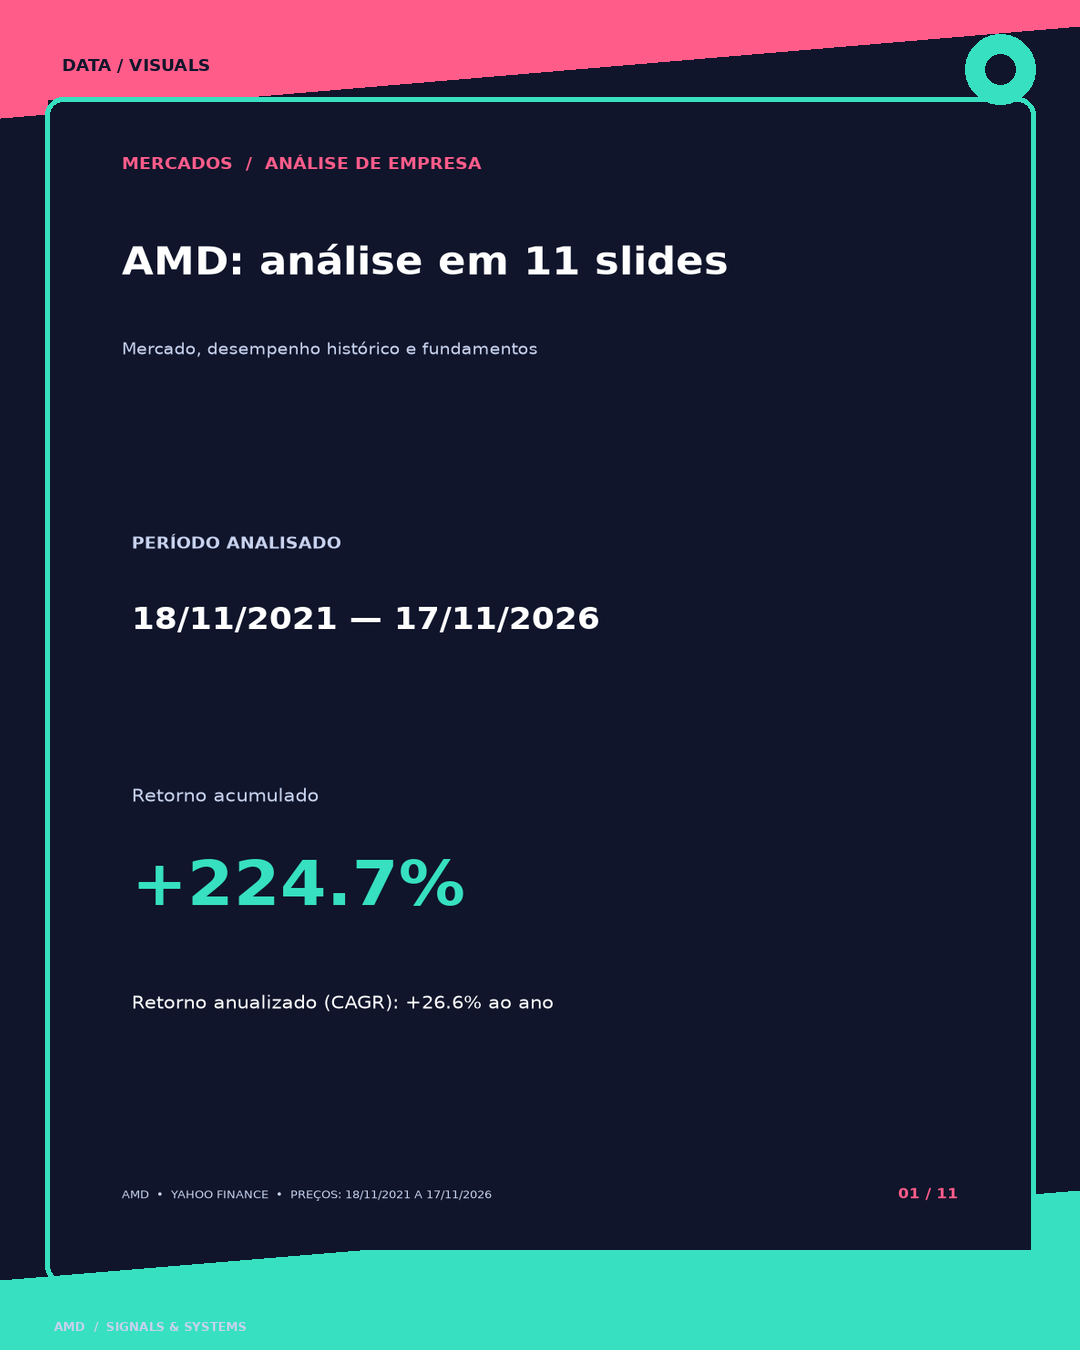 DATA / VISUALS
MERCADOS / ANÁLISE DE EMPRESA
AMD: análise em 11 slides
Mercado, desempenho histórico e fundamentos
PERÍODO ANALISADO
18/11/2021 — 17/11/2026
Retorno acumulado
+224.7%
Retorno anualizado (CAGR): +26.6% ao ano
AMD • YAHOO FINANCE • PREÇOS: 18/11/2021 A 17/11/2026
01 / 11
AMD / SIGNALS & SYSTEMS